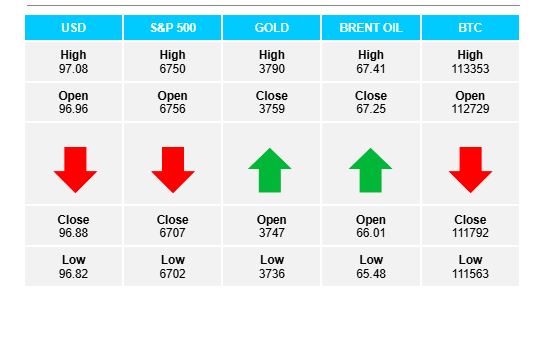 USD S&P 500 GOLD BRENT OIL BTC
High High High High High
97.08 6750 3790 67.41 113353
Open Open Close Close Open
96.96 6756 3759 67.25 112729
Close Close Open Open Close
96.88 6707 3747 66.01 111792
Low Low Low Low Low
96.82 6702 3736 65.48 111563